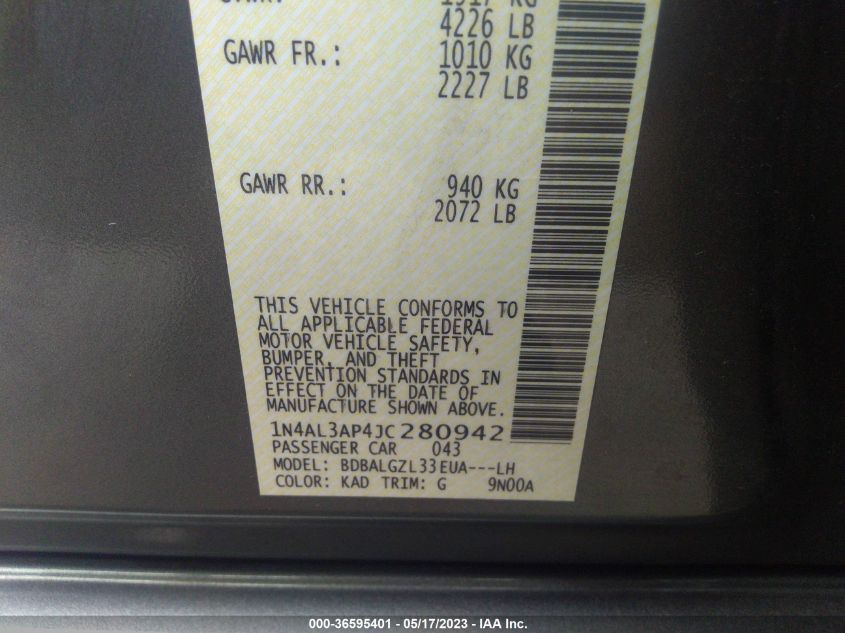 4226 LB
GAWR FR.: 1010 KG
2227 LB
GAWR RR.: 940 KG
2072 LB
THIS VEHICLE CONFORMS TO
ALL APPLICABLE FEDERAL
MOTOR VEHICLE SAFETY,
BUMPER, AND THEFT
PREVENTION STANDARDS IN
EFFECT ON THE DATE OF
MANUFACTURE SHOWN ABOVE.
1N4AL3AP4JC280942
PASSENGER CAR 043
MODEL: BDBALGZL33EUA---LH
COLOR: KAD TRIM: G 9N00A
000-36595401 - 05/17/2023 - IAA Inc.